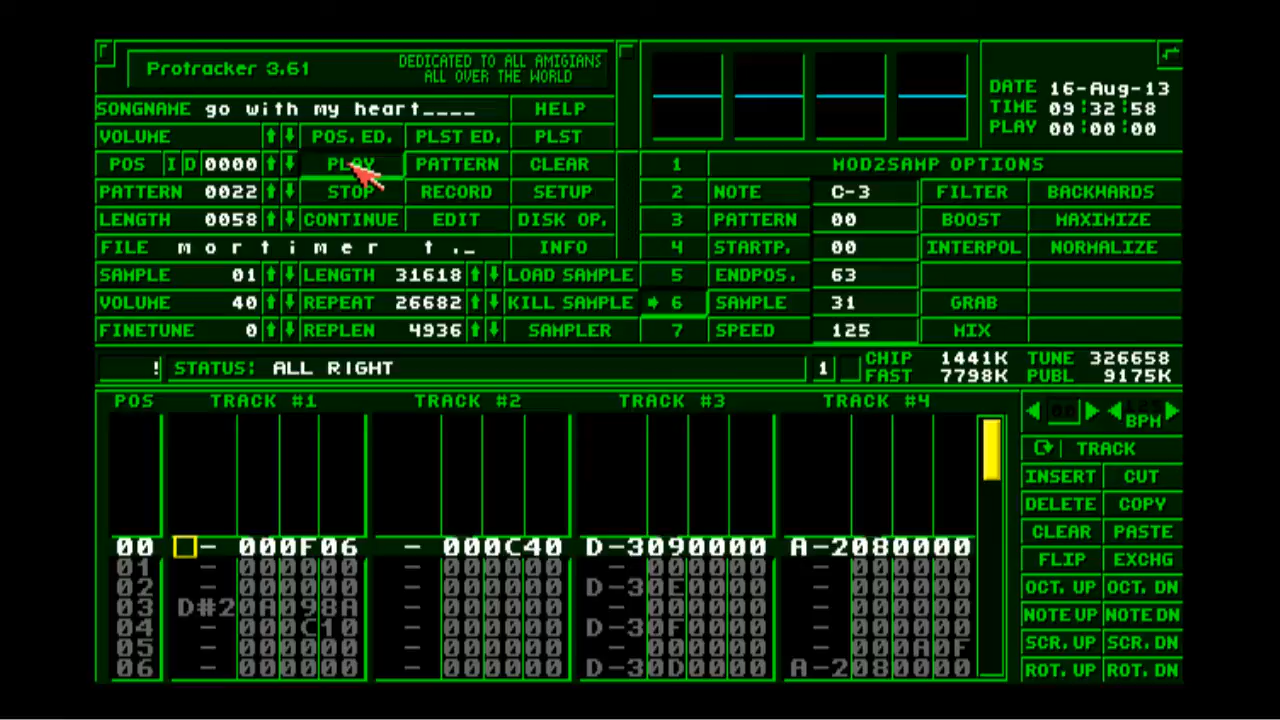 Protracker 3.61
DEDICATED TO ALL AMIGIANS
ALL OVER THE WORLD
DATE 16-Aug-13
TIME 09:32:58
PLAY 00:00:00
SONGNAME go with my heart____ HELP
VOLUME POS. ED. PLST ED. PLST
POS I D 0000 PLAY PATTERN CLEAR 1 MOD2SAMP OPTIONS
PATTERN 0022 STOP RECORD SETUP 2 NOTE C-3 FILTER BACKWARDS
LENGTH 0058 CONTINUE EDIT DISK OP. 3 PATTERN 00 BOOST MAXIMIZE
FILE mortimer t._ INFO 4 STARTP. 00 INTERPOL NORMALIZE
SAMPLE 01 LENGTH 31618 LOAD SAMPLE 5 ENDPOS. 63
VOLUME 40 REPEAT 26682 KILL SAMPLE 6 SAMPLE 31 GRAB
FINETUNE 0 REPLEN 4936 SAMPLER 7 SPEED 125 MIX
! STATUS: ALL RIGHT 1 CHIP 1441K TUNE 326658
FAST 7798K PUBL 9175K
POS TRACK #1 TRACK #2 TRACK #3 TRACK #4
BPM
TRACK
INSERT CUT
DELETE COPY
CLEAR PASTE
FLIP EXCHG
OCT. UP OCT. DN
NOTE UP NOTE DN
SCR. UP SCR. DN
ROT. UP ROT. DN
00 - 000F06 - 000C40 D-3090000 A-2080000
01 - 000000 - 000000 - 000000 - 000000
02 - 000000 - 000000 D-30E0000 - 000000
03 D#20A098A - 000000 - 000000 - 000000
04 - 000C10 - 000000 D-30F0000 - 000000
05 - 000000 - 000000 - 000000 - 000A0F
06 - 000000 - 000000 D-30D0000 A-2080000